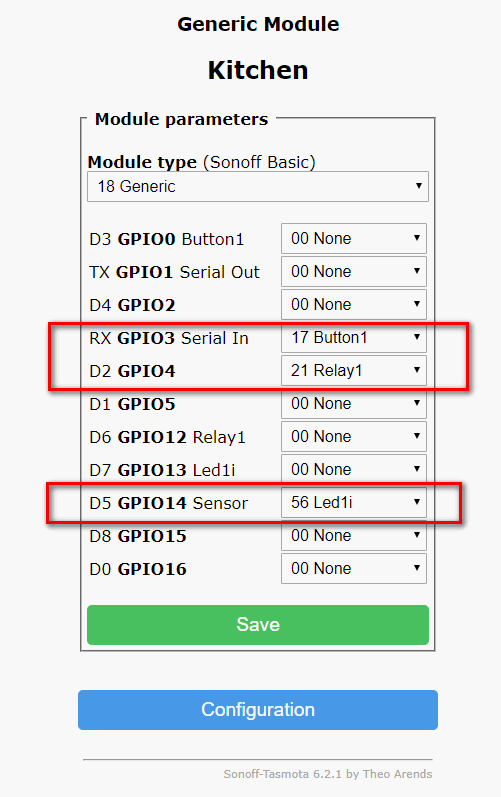 Generic Module
Kitchen
Module parameters
Module type (Sonoff Basic)
18 Generic
D3 GPIO0 Button1 00 None
TX GPIO1 Serial Out 00 None
D4 GPIO2 00 None
RX GPIO3 Serial In 17 Button1
D2 GPIO4 21 Relay1
D1 GPIO5 00 None
D6 GPIO12 Relay1 00 None
D7 GPIO13 Led1i 00 None
D5 GPIO14 Sensor 56 Led1i
D8 GPIO15 00 None
D0 GPIO16 00 None
Save
Configuration
Sonoff-Tasmota 6.2.1 by Theo Arends